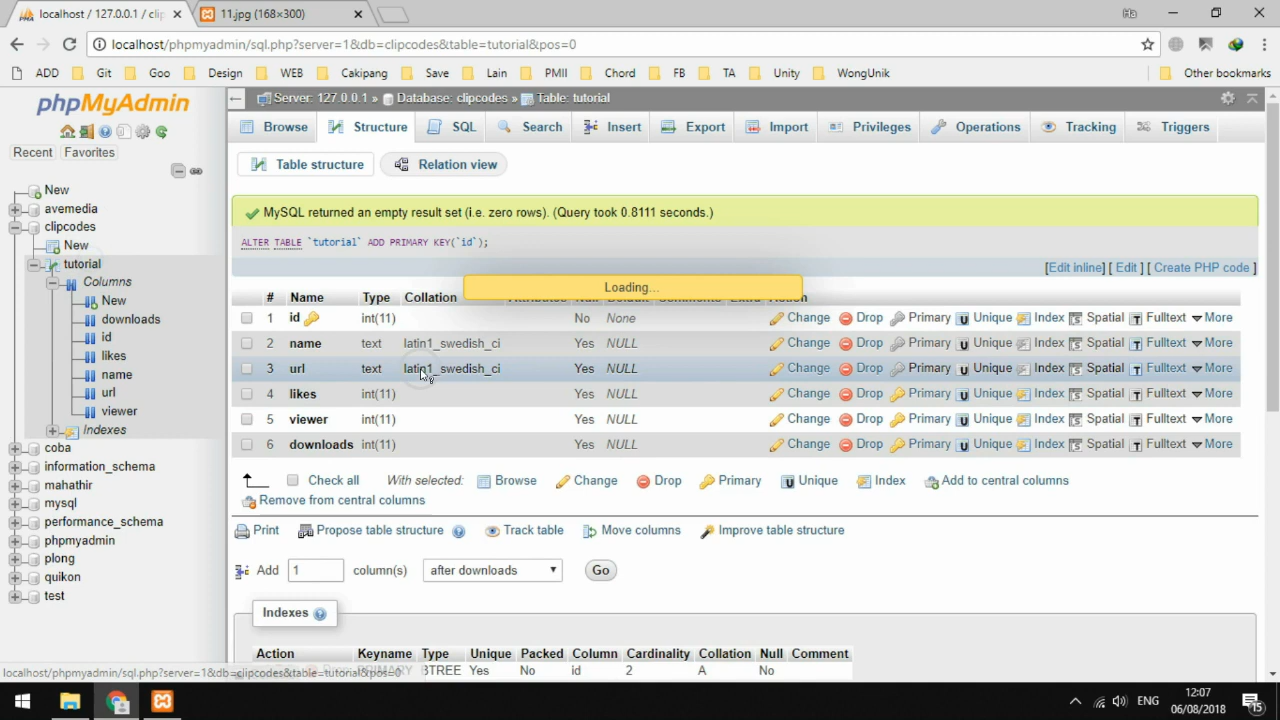 localhost / 127.0.0.1 / clip
11.jpg (168×300)
localhost/phpmyadmin/sql.php?server=1&db=clipcodes&table=tutorial&pos=0
ADD Git Goo Design WEB Cakipang Save Lain PMII Chord FB TA Unity WongUnik Other bookmarks
phpMyAdmin
Recent Favorites
New
avemedia
clipcodes
New
tutorial
Columns
New
downloads
id
likes
name
url
viewer
Indexes
coba
information_schema
mahathir
mysql
performance_schema
phpmyadmin
plong
quikon
test
Server: 127.0.0.1 » Database: clipcodes » Table: tutorial
Browse Structure SQL Search Insert Export Import Privileges Operations Tracking Triggers
Table structure Relation view
MySQL returned an empty result set (i.e. zero rows). (Query took 0.8111 seconds.)
ALTER TABLE `tutorial` ADD PRIMARY KEY(`id`);
[Edit inline] [ Edit ] [ Create PHP code ]
Loading...
# Name Type Collation Attributes Null Default Comments Extra Action
1 id int(11) No None Change Drop Primary Unique Index Spatial Fulltext More
2 name text latin1_swedish_ci Yes NULL Change Drop Primary Unique Index Spatial Fulltext More
3 url text latin1_swedish_ci Yes NULL Change Drop Primary Unique Index Spatial Fulltext More
4 likes int(11) Yes NULL Change Drop Primary Unique Index Spatial Fulltext More
5 viewer int(11) Yes NULL Change Drop Primary Unique Index Spatial Fulltext More
6 downloads int(11) Yes NULL Change Drop Primary Unique Index Spatial Fulltext More
Check all With selected: Browse Change Drop Primary Unique Index Add to central columns
Remove from central columns
Print Propose table structure Track table Move columns Improve table structure
Add 1 column(s) after downloads Go
Indexes
Action Keyname Type Unique Packed Column Cardinality Collation Null Comment
PRIMARY BTREE Yes No id 2 A No
localhost/phpmyadmin/sql.php?server=1&db=clipcodes&table=tutorial&pos=0
ENG
12:07
06/08/2018
15